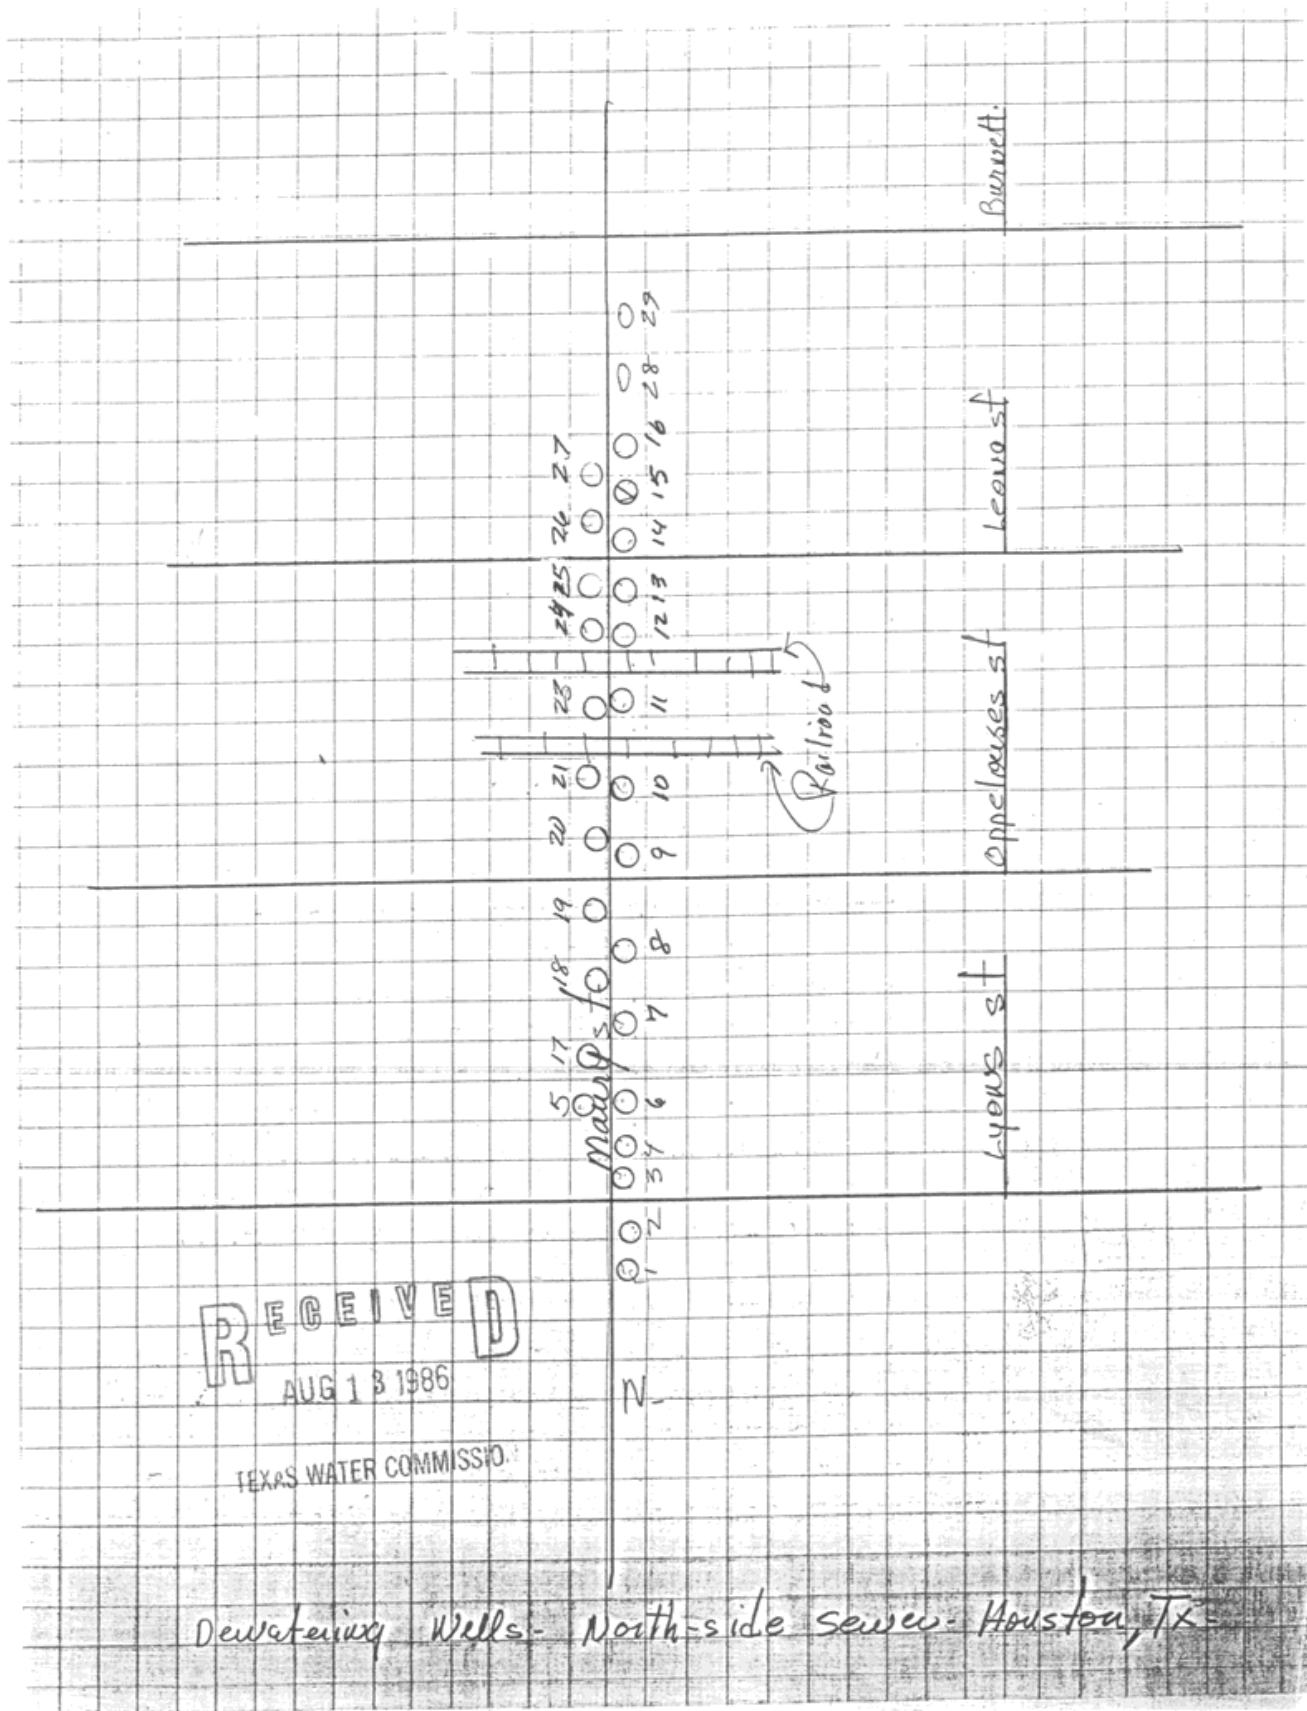 Burnett.
29
28
16
27
15
26
14
Leona st
25
13
24
12
23
11
Railroad
Oppelouses st
21
10
20
9
19
8
18
7
17
Maury st
5
6
4
3
Lyons st
2
1
RECEIVED
AUG 13 1986
N-
TEXAS WATER COMMISSIO
Dewatering Wells - North-side sewer - Houston, Tx -